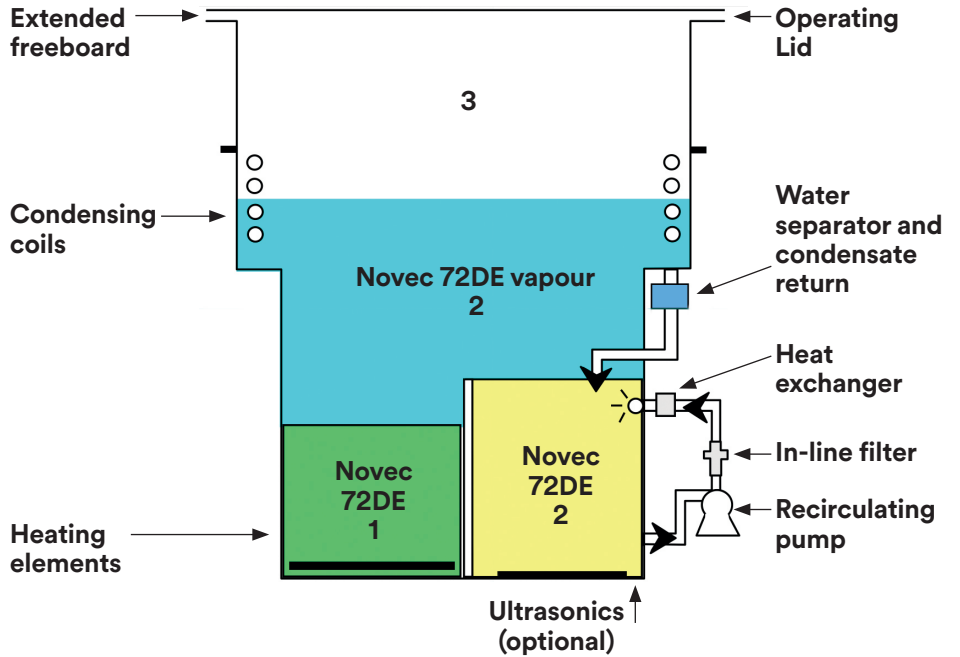 Extended
freeboard
Operating
Lid
3
Condensing
coils
Water
separator and
condensate
return
Novec 72DE vapour
2
Heat
exchanger
Novec
72DE
1
Novec
72DE
2
In-line filter
Heating
elements
Recirculating
pump
Ultrasonics
(optional)